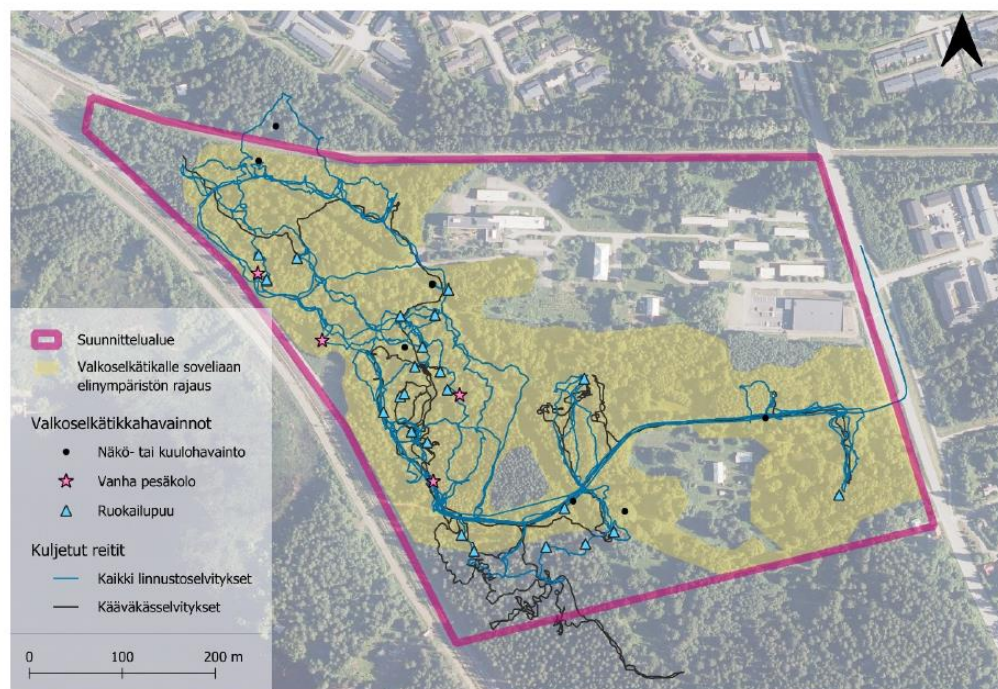 Suunnittelualue
Valkoselkätikalle soveliaan
elinympäristön rajaus
Valkoselkätikkahavainnot
Näkö- tai kuulohavainto
Vanha pesäkolo
Ruokailupuu
Kuljetut reitit
Kaikki linnustoselvitykset
Kääväkässelvitykset
0 100 200 m